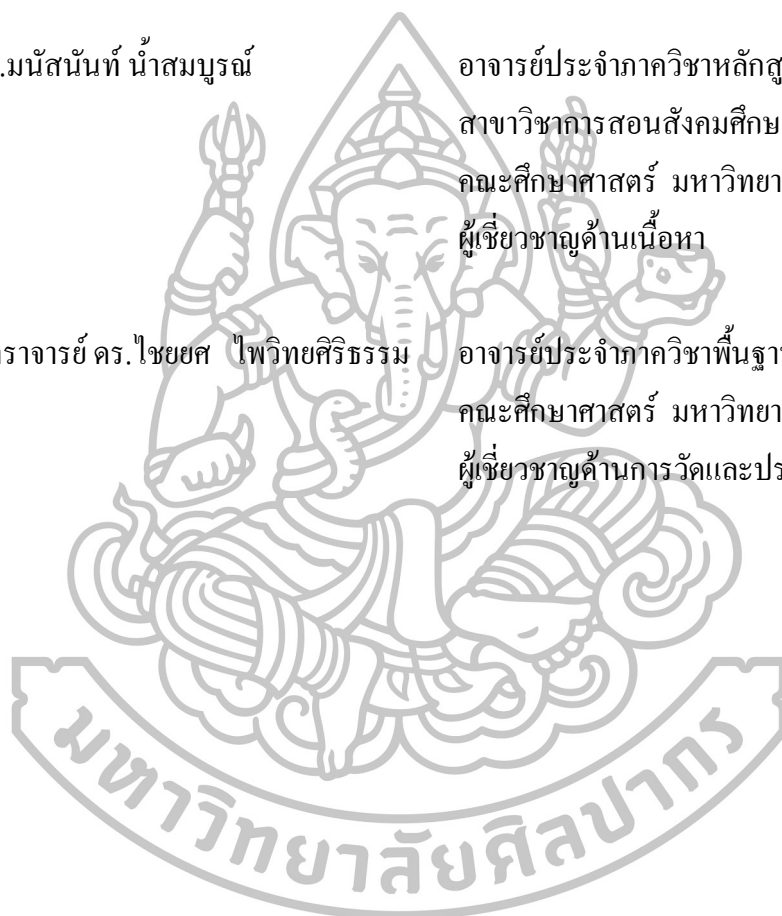 .มนัสนันท์ น้ำสมบูรณ์ อาจารย์ประจำภาควิชาหลักสู
สาขาวิชาการสอนสังคมศึกษ
คณะศึกษาศาสตร์ มหาวิทยา
ผู้เชี่ยวชาญด้านเนื้อหา
ราจารย์ ดร.ไชยยศ ไพวิทยศิริธรรม อาจารย์ประจำภาควิชาพื้นฐา
คณะศึกษาศาสตร์ มหาวิทยา
ผู้เชี่ยวชาญด้านการวัดและประ
มหาวิทยาลัยศิลปากร